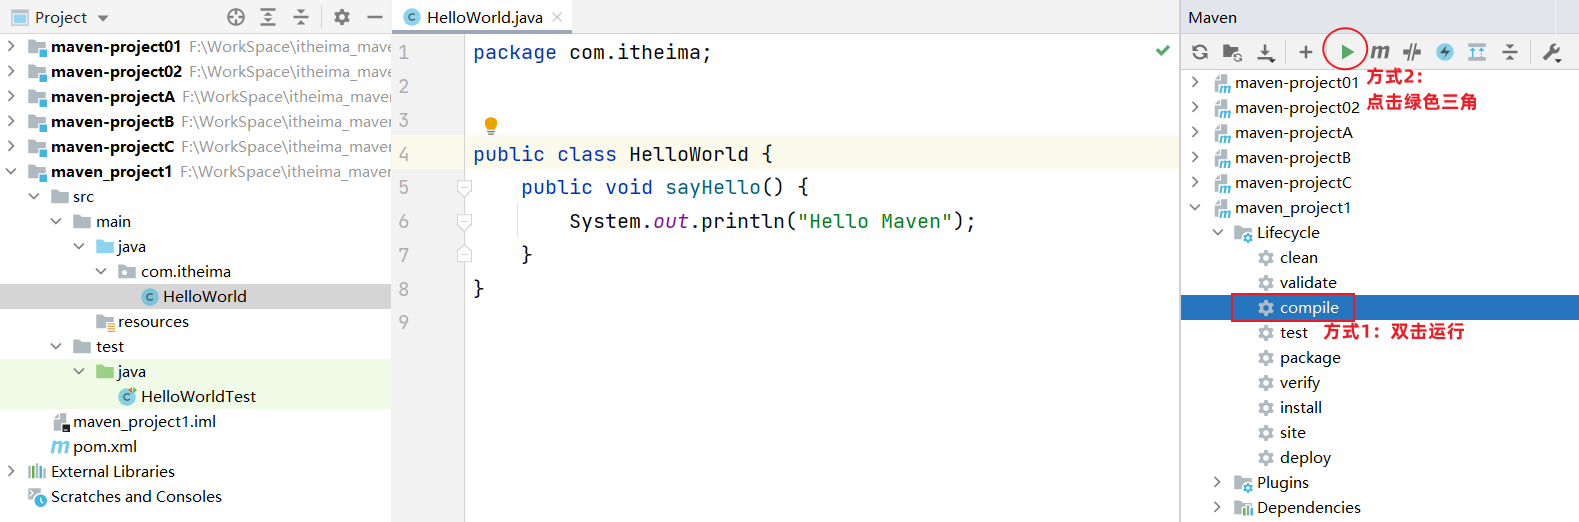 Project
maven-project01 F:\WorkSpace\itheima_mave
maven-project02 F:\WorkSpace\itheima_mave
maven-projectA F:\WorkSpace\itheima_maven
maven-projectB F:\WorkSpace\itheima_maven
maven-projectC F:\WorkSpace\itheima_maven
maven_project1 F:\WorkSpace\itheima_maven
src
main
java
com.itheima
HelloWorld
resources
test
java
HelloWorldTest
maven_project1.iml
pom.xml
External Libraries
Scratches and Consoles
HelloWorld.java
1 package com.itheima;
2
3
4 public class HelloWorld {
5 public void sayHello() {
6 System.out.println("Hello Maven");
7 }
8 }
9
Maven
maven-project01
方式2：
maven-project02
点击绿色三角
maven-projectA
maven-projectB
maven-projectC
maven_project1
Lifecycle
clean
validate
compile
test 方式1：双击运行
package
verify
install
site
deploy
Plugins
Dependencies